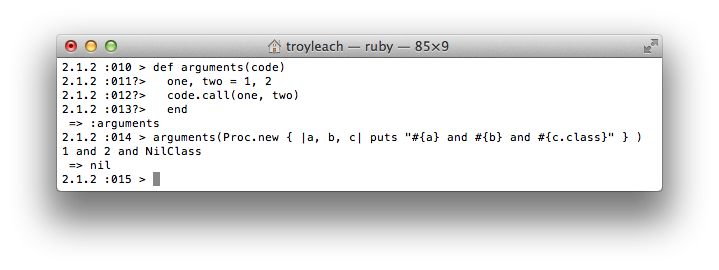 troyleach — ruby — 85×9
2.1.2 :010 > def arguments(code)
2.1.2 :011?>   one, two = 1, 2
2.1.2 :012?>   code.call(one, two)
2.1.2 :013?>   end
 => :arguments
2.1.2 :014 > arguments(Proc.new { |a, b, c| puts "#{a} and #{b} and #{c.class}" } )
1 and 2 and NilClass
 => nil
2.1.2 :015 >